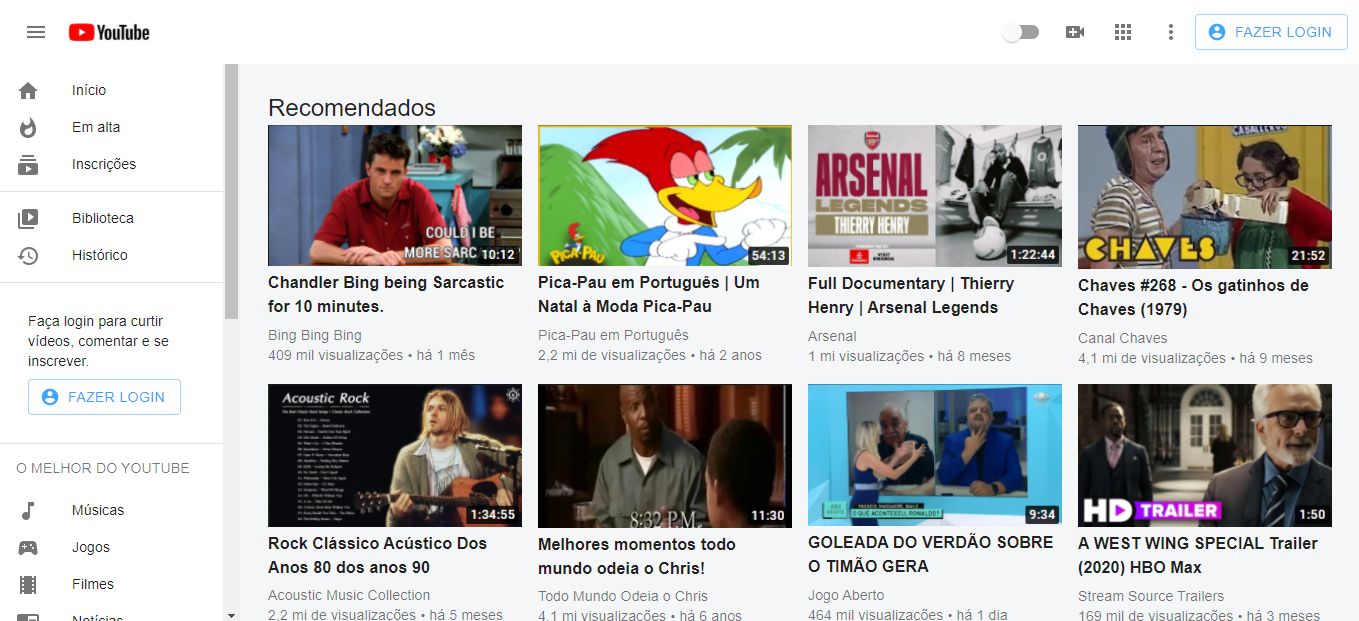 YouTube
FAZER LOGIN
Início
Em alta
Inscrições
Biblioteca
Histórico
Faça login para curtir
vídeos, comentar e se
inscrever.
FAZER LOGIN
O MELHOR DO YOUTUBE
Músicas
Jogos
Filmes
Notícias
Recomendados
COULD I BE
MORE SARC
10:12
Chandler Bing being Sarcastic
for 10 minutes.
Bing Bing Bing
409 mil visualizações • há 1 mês
PICA-PAU
54:13
Pica-Pau em Português | Um
Natal à Moda Pica-Pau
Pica-Pau em Português
2,2 mi de visualizações • há 2 anos
Arsenal
ARSENAL
LEGENDS
THIERRY HENRY
VISIT
RWANDA
1:22:44
Full Documentary | Thierry
Henry | Arsenal Legends
Arsenal
1 mi visualizações • há 8 meses
CABALLEROS
CHAVES
21:52
Chaves #268 - Os gatinhos de
Chaves (1979)
Canal Chaves
4,1 mi de visualizações • há 9 meses
Acoustic Rock
1:34:55
Rock Clássico Acústico Dos
Anos 80 dos anos 90
Acoustic Music Collection
2,2 mi de visualizações • há 5 meses
8:32 P.M.
11:30
Melhores momentos todo
mundo odeia o Chris!
Todo Mundo Odeia o Chris
4,1 mi visualizações • há 6 anos
JOGO
ABERTO
PASSEIO, MASSACRE, BAILE...
O QUE ACONTECEEU, RONALDO?
9:34
GOLEADA DO VERDÃO SOBRE
O TIMÃO GERA
Jogo Aberto
464 mil visualizações • há 1 dia
HD TRAILER
1:50
A WEST WING SPECIAL Trailer
(2020) HBO Max
Stream Source Trailers
169 mil de visualizações • há 3 meses